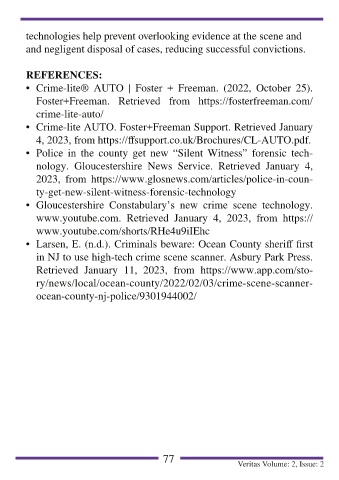 technologies help prevent overlooking evidence at the scene and
and negligent disposal of cases, reducing successful convictions.
REFERENCES:
• Crime-lite® AUTO | Foster + Freeman. (2022, October 25).
Foster+Freeman. Retrieved from https://fosterfreeman.com/
crime-lite-auto/
• Crime-lite AUTO. Foster+Freeman Support. Retrieved January
4, 2023, from https://ffsupport.co.uk/Brochures/CL-AUTO.pdf.
• Police in the county get new “Silent Witness” forensic tech-
nology. Gloucestershire News Service. Retrieved January 4,
2023, from https://www.glosnews.com/articles/police-in-coun-
ty-get-new-silent-witness-forensic-technology
• Gloucestershire Constabulary’s new crime scene technology.
www.youtube.com. Retrieved January 4, 2023, from https://
www.youtube.com/shorts/RHe4u9iIEhc
• Larsen, E. (n.d.). Criminals beware: Ocean County sheriff first
in NJ to use high-tech crime scene scanner. Asbury Park Press.
Retrieved January 11, 2023, from https://www.app.com/sto-
ry/news/local/ocean-county/2022/02/03/crime-scene-scanner-
ocean-county-nj-police/9301944002/
77
Veritas Volume: 2, Issue: 2